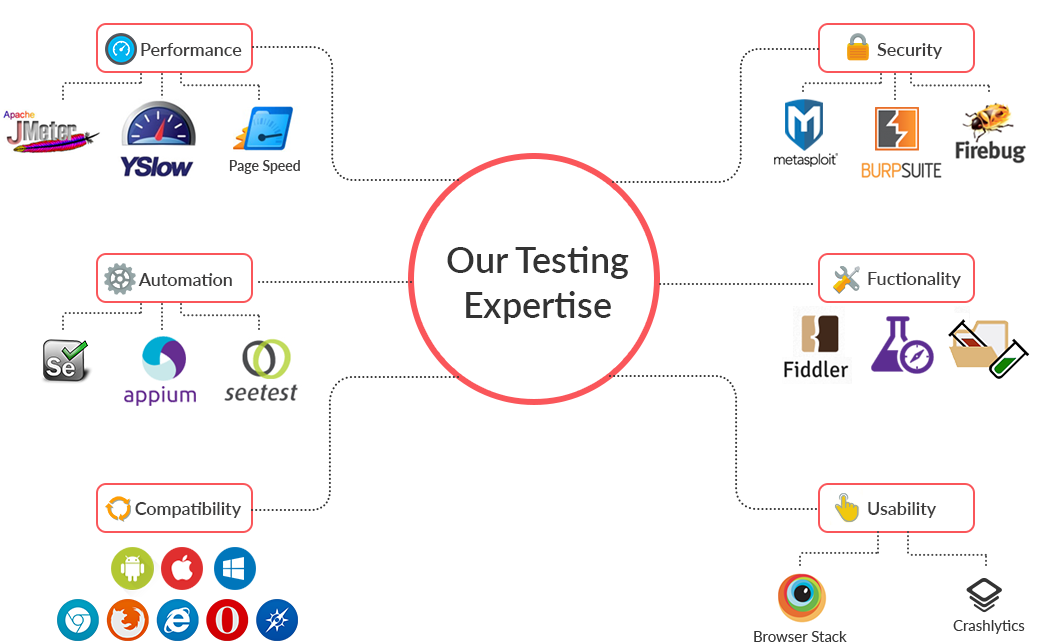 Performance
Security
Apache
JMeter
YSlow
Page Speed
metasploit
BURPSUITE
Firebug
Our Testing
Expertise
Automation
Fuctionality
Se
appium
seetest
Fiddler
Compatibility
Usability
Browser Stack
Crashlytics